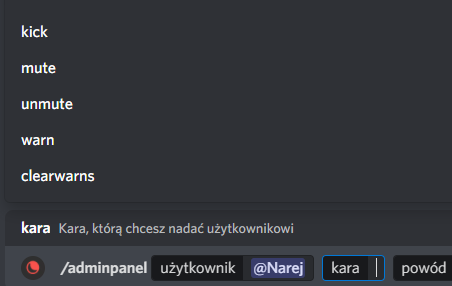 kick
mute
unmute
warn
clearwarns
kara Kara, którą chcesz nadać użytkownikowi
/adminpanel użytkownik @Narej kara powód